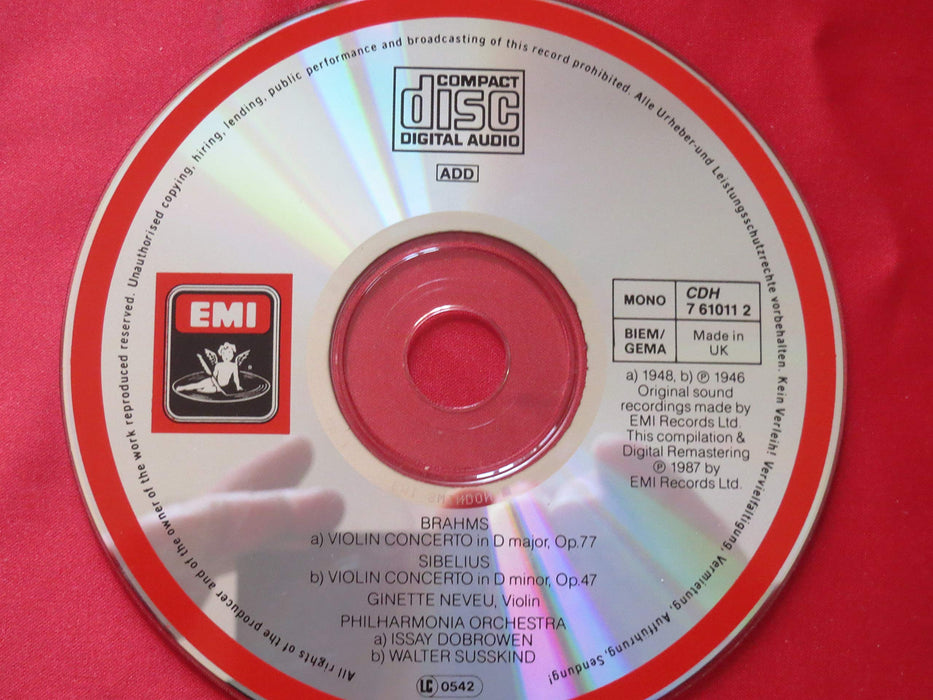 All rights of the producer and of the owner of the work reproduced reserved. Unauthorised copying, hiring, lending, public performance and broadcasting of this record prohibited. Alle Urheber-und Leistungsschutzrechte vorbehalten. Kein Verleih! Vervielfältigung, Vermietung, Aufführung, Sendung!
COMPACT
disc
DIGITAL AUDIO
ADD
EMI
MONO
CDH
7 61011 2
BIEM/
GEMA
Made in
UK
a) 1948, b) ℗ 1946
Original sound
recordings made by
EMI Records Ltd.
This compilation &
Digital Remastering
℗ 1987 by
EMI Records Ltd.
BRAHMS
a) VIOLIN CONCERTO in D major, Op.77
SIBELIUS
b) VIOLIN CONCERTO in D minor, Op.47
GINETTE NEVEU, Violin
PHILHARMONIA ORCHESTRA
a) ISSAY DOBROWEN
b) WALTER SUSSKIND
LC 0542